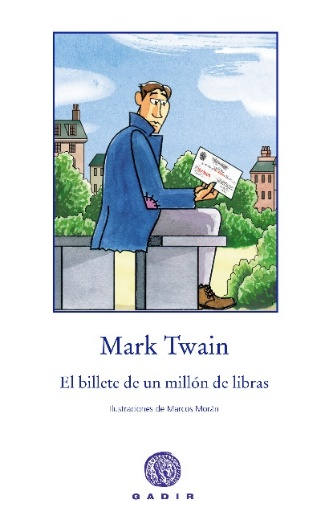 Mark Twain
El billete de un millón de libras
Ilustraciones de Marcos Morán
GADIR